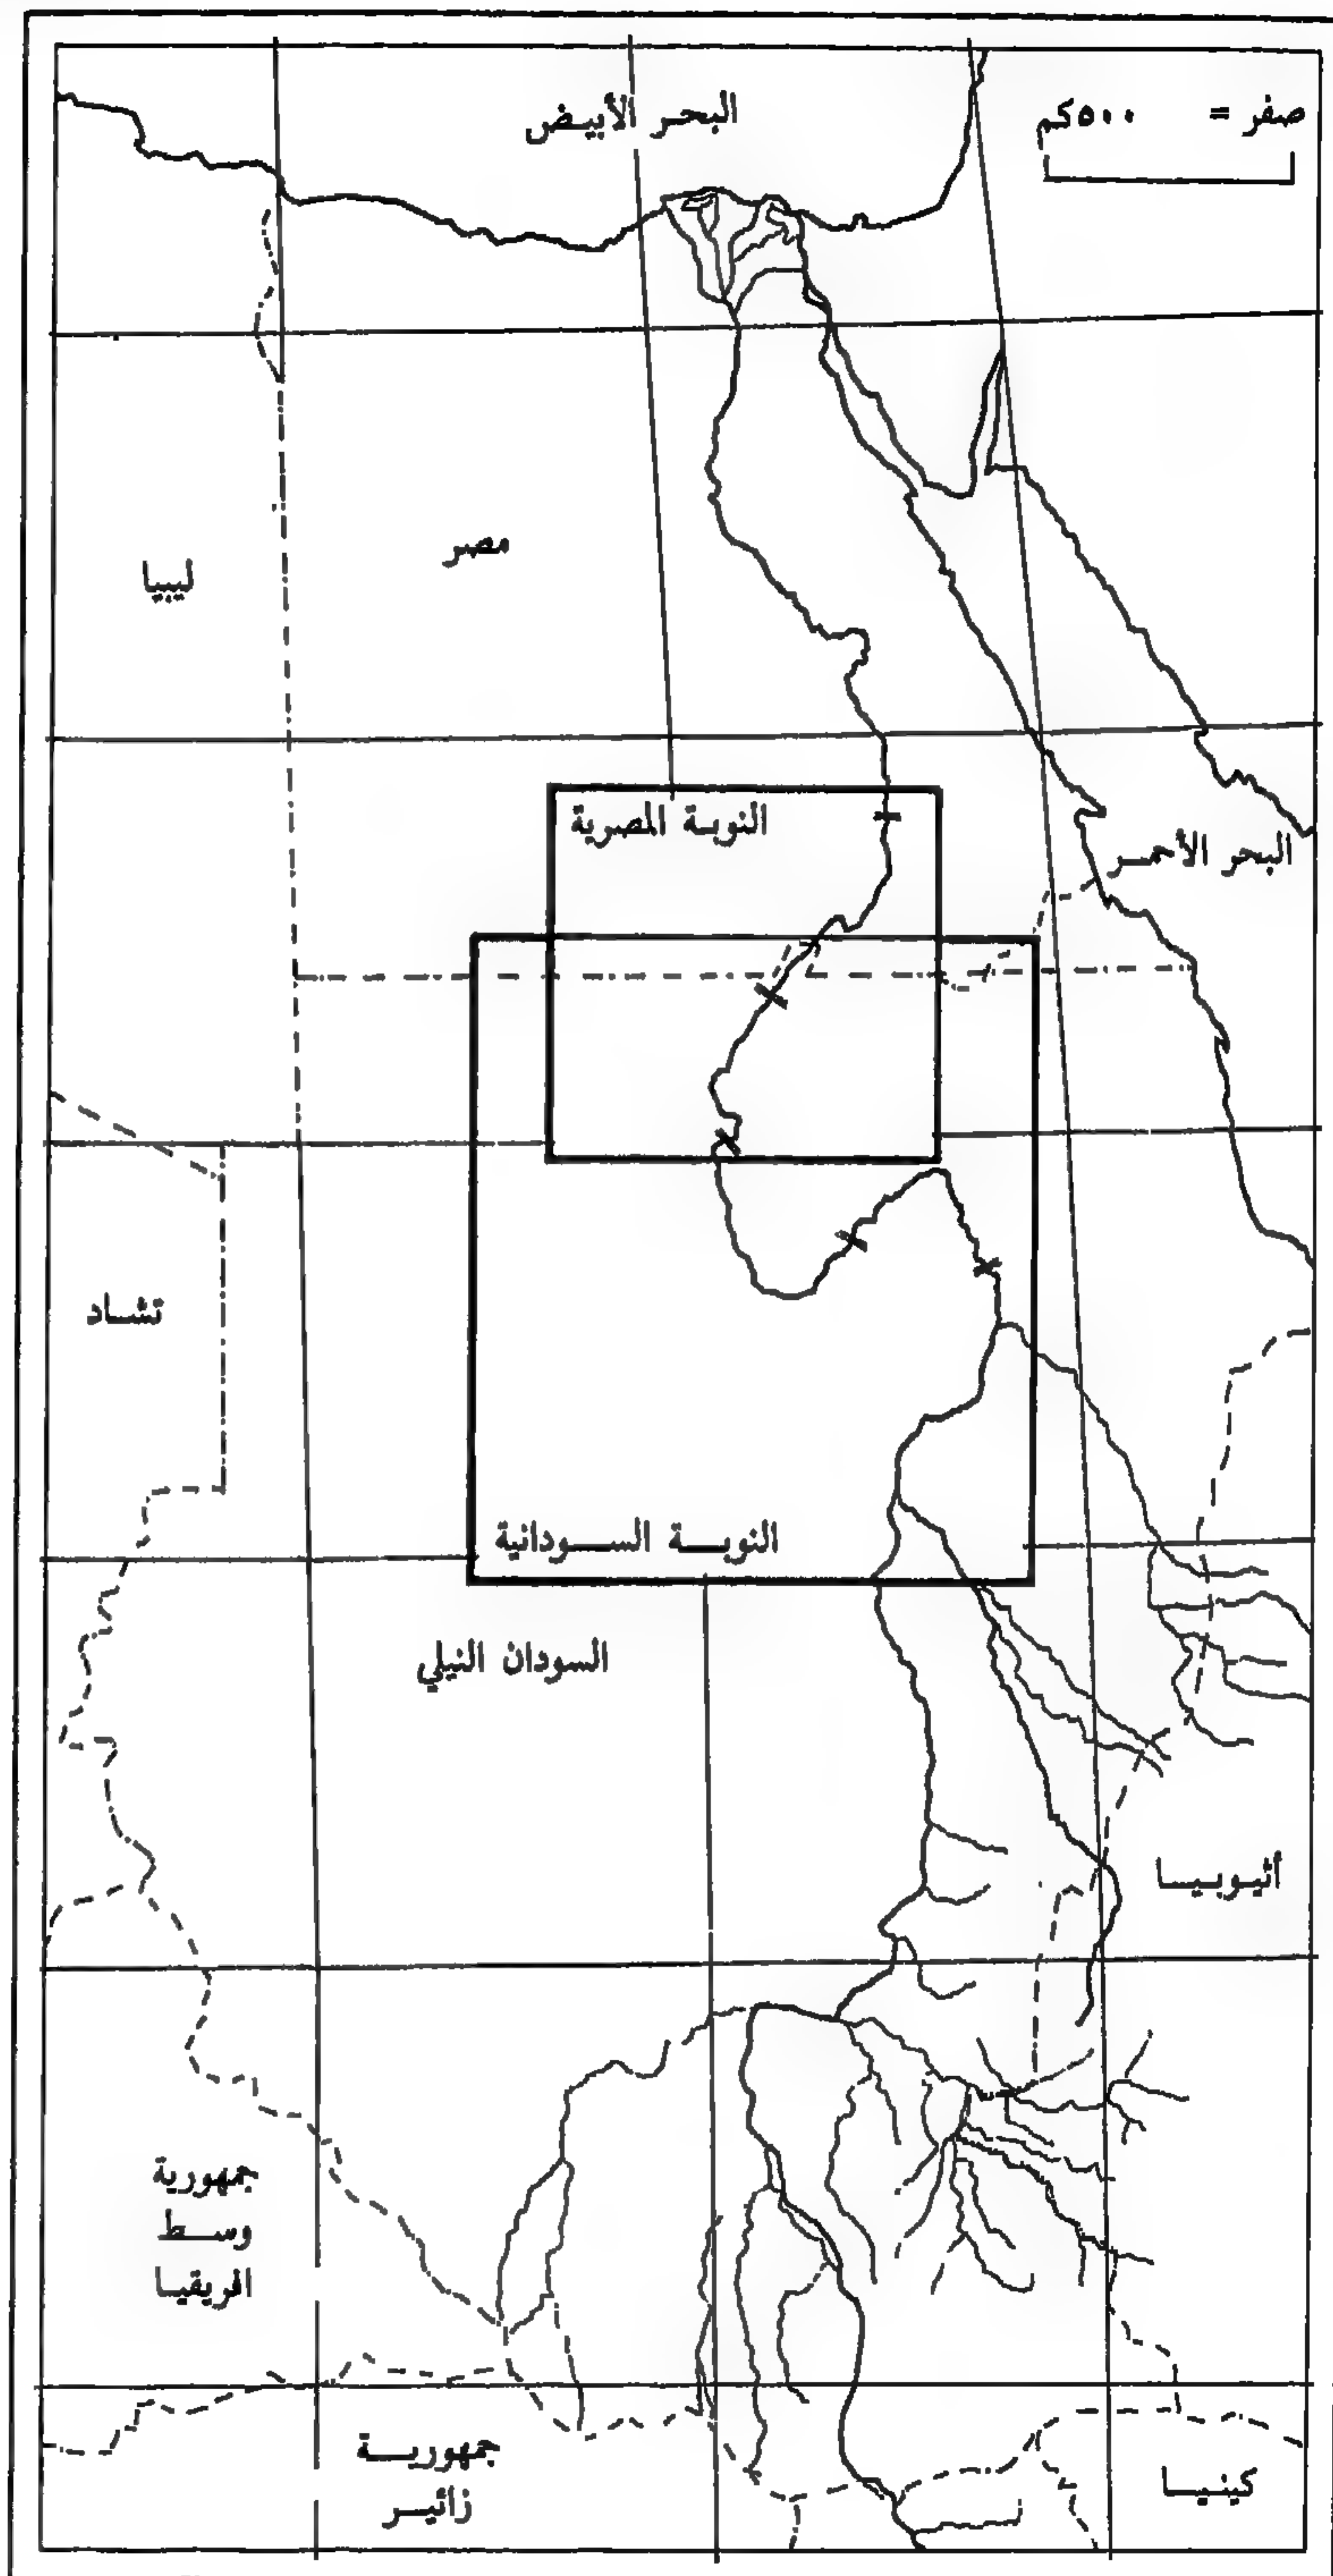 البحر الأبيض
صفر = ٥٠٠كم
مصر
ليبيا
النوبة المصرية
البحر الأحمر
تشاد
النوبة السودانية
السودان النيلي
أثيوبيا
جمهورية
وسط
افريقيا
جمهورية
زائير
كينيا